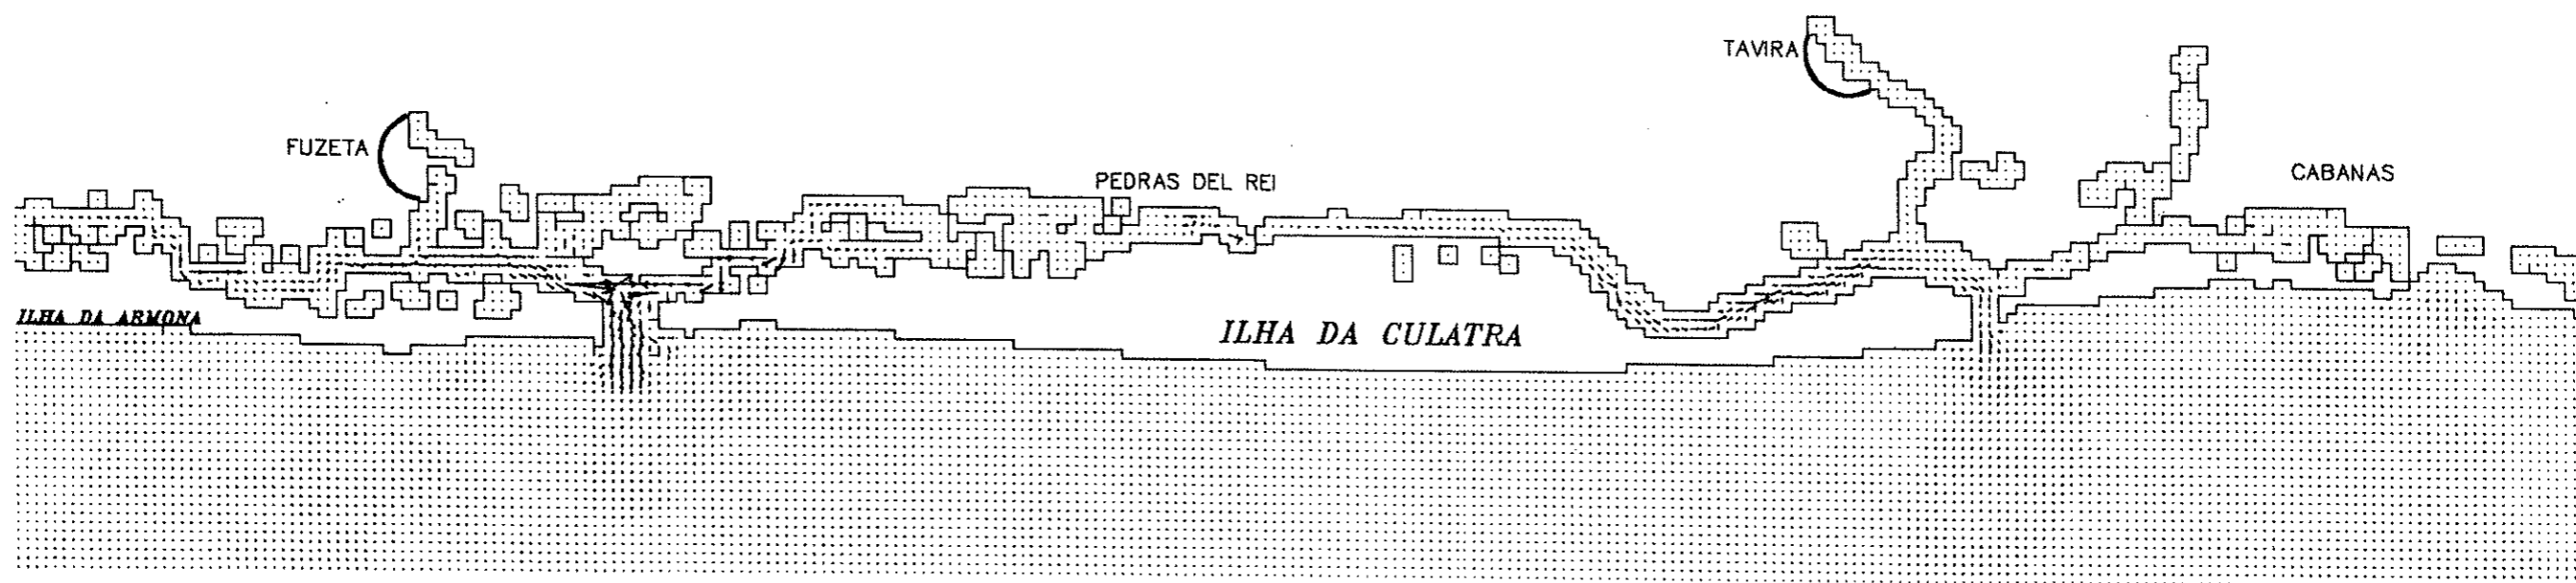 TAVIRA
FUZETA
PEDRAS DEL REI
CABANAS
ILHA DA ARMONA
ILHA DA CULATRA